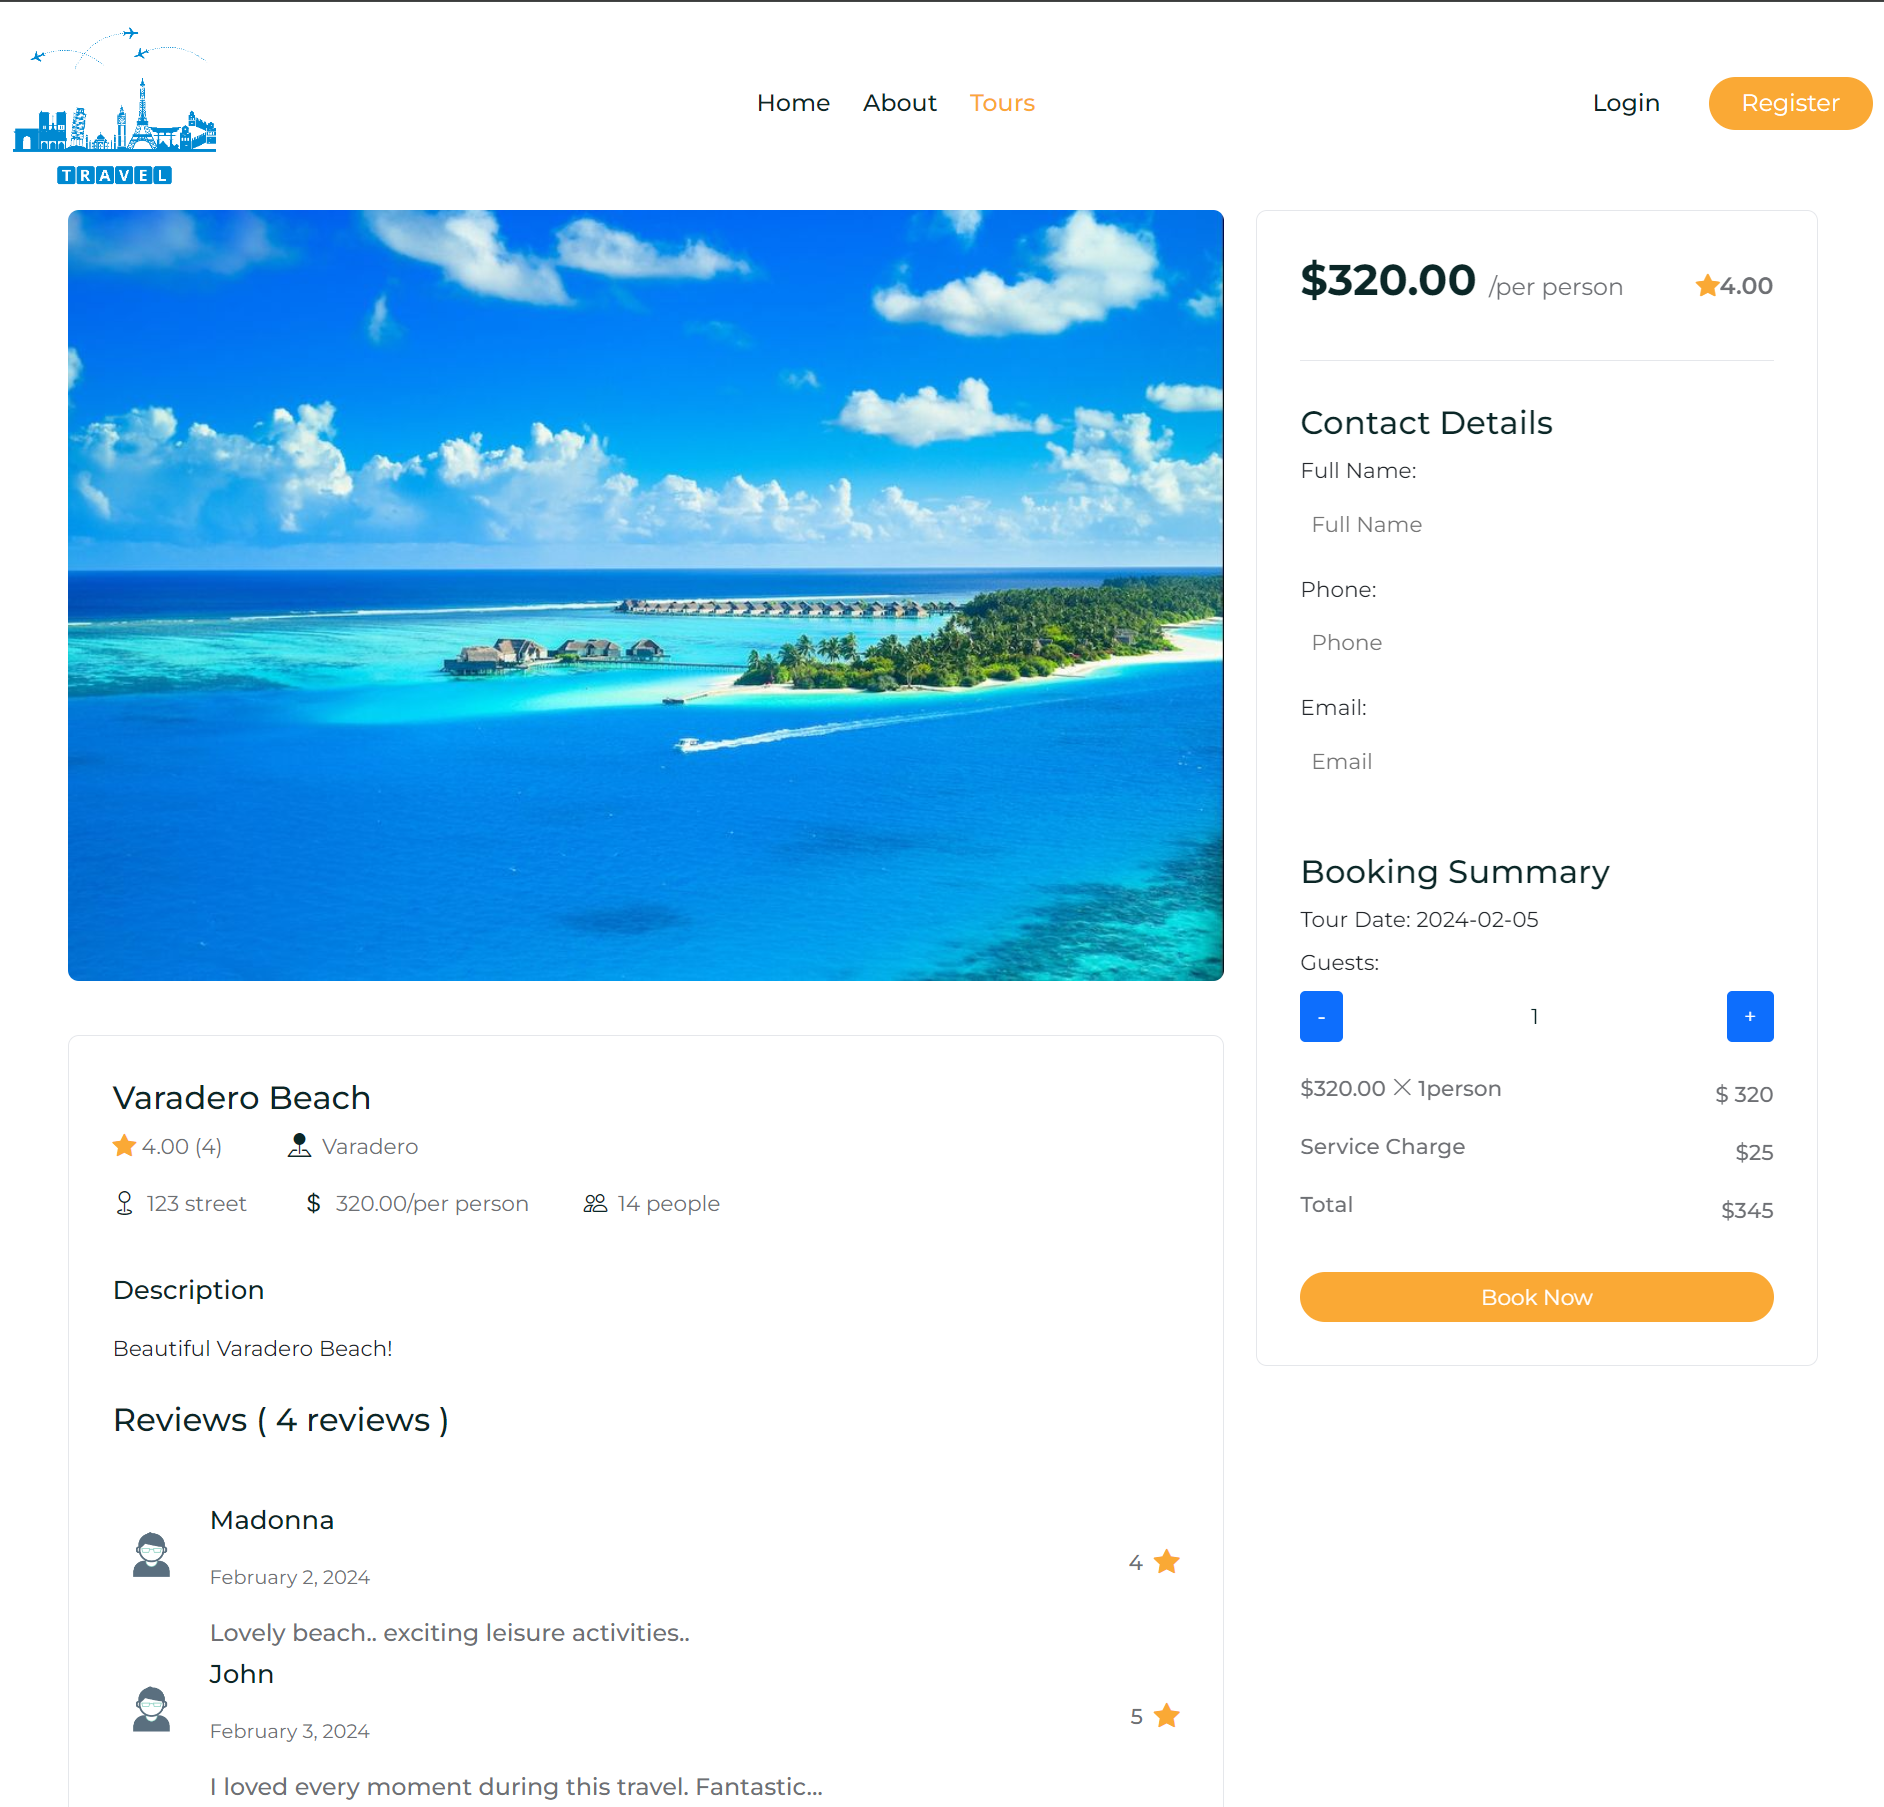 TRAVEL
Home About Tours
Login Register
$320.00 /per person 4.00
Contact Details
Full Name:
Full Name
Phone:
Phone
Email:
Email
Booking Summary
Tour Date: 2024-02-05
Guests:
- 1 +
$320.00 1person $ 320
Service Charge $25
Total $345
Book Now
Varadero Beach
4.00 (4) Varadero
123 street $ 320.00/per person 14 people
Description
Beautiful Varadero Beach!
Reviews ( 4 reviews )
Madonna
February 2, 2024
4
Lovely beach.. exciting leisure activities..
John
February 3, 2024
5
I loved every moment during this travel. Fantastic...